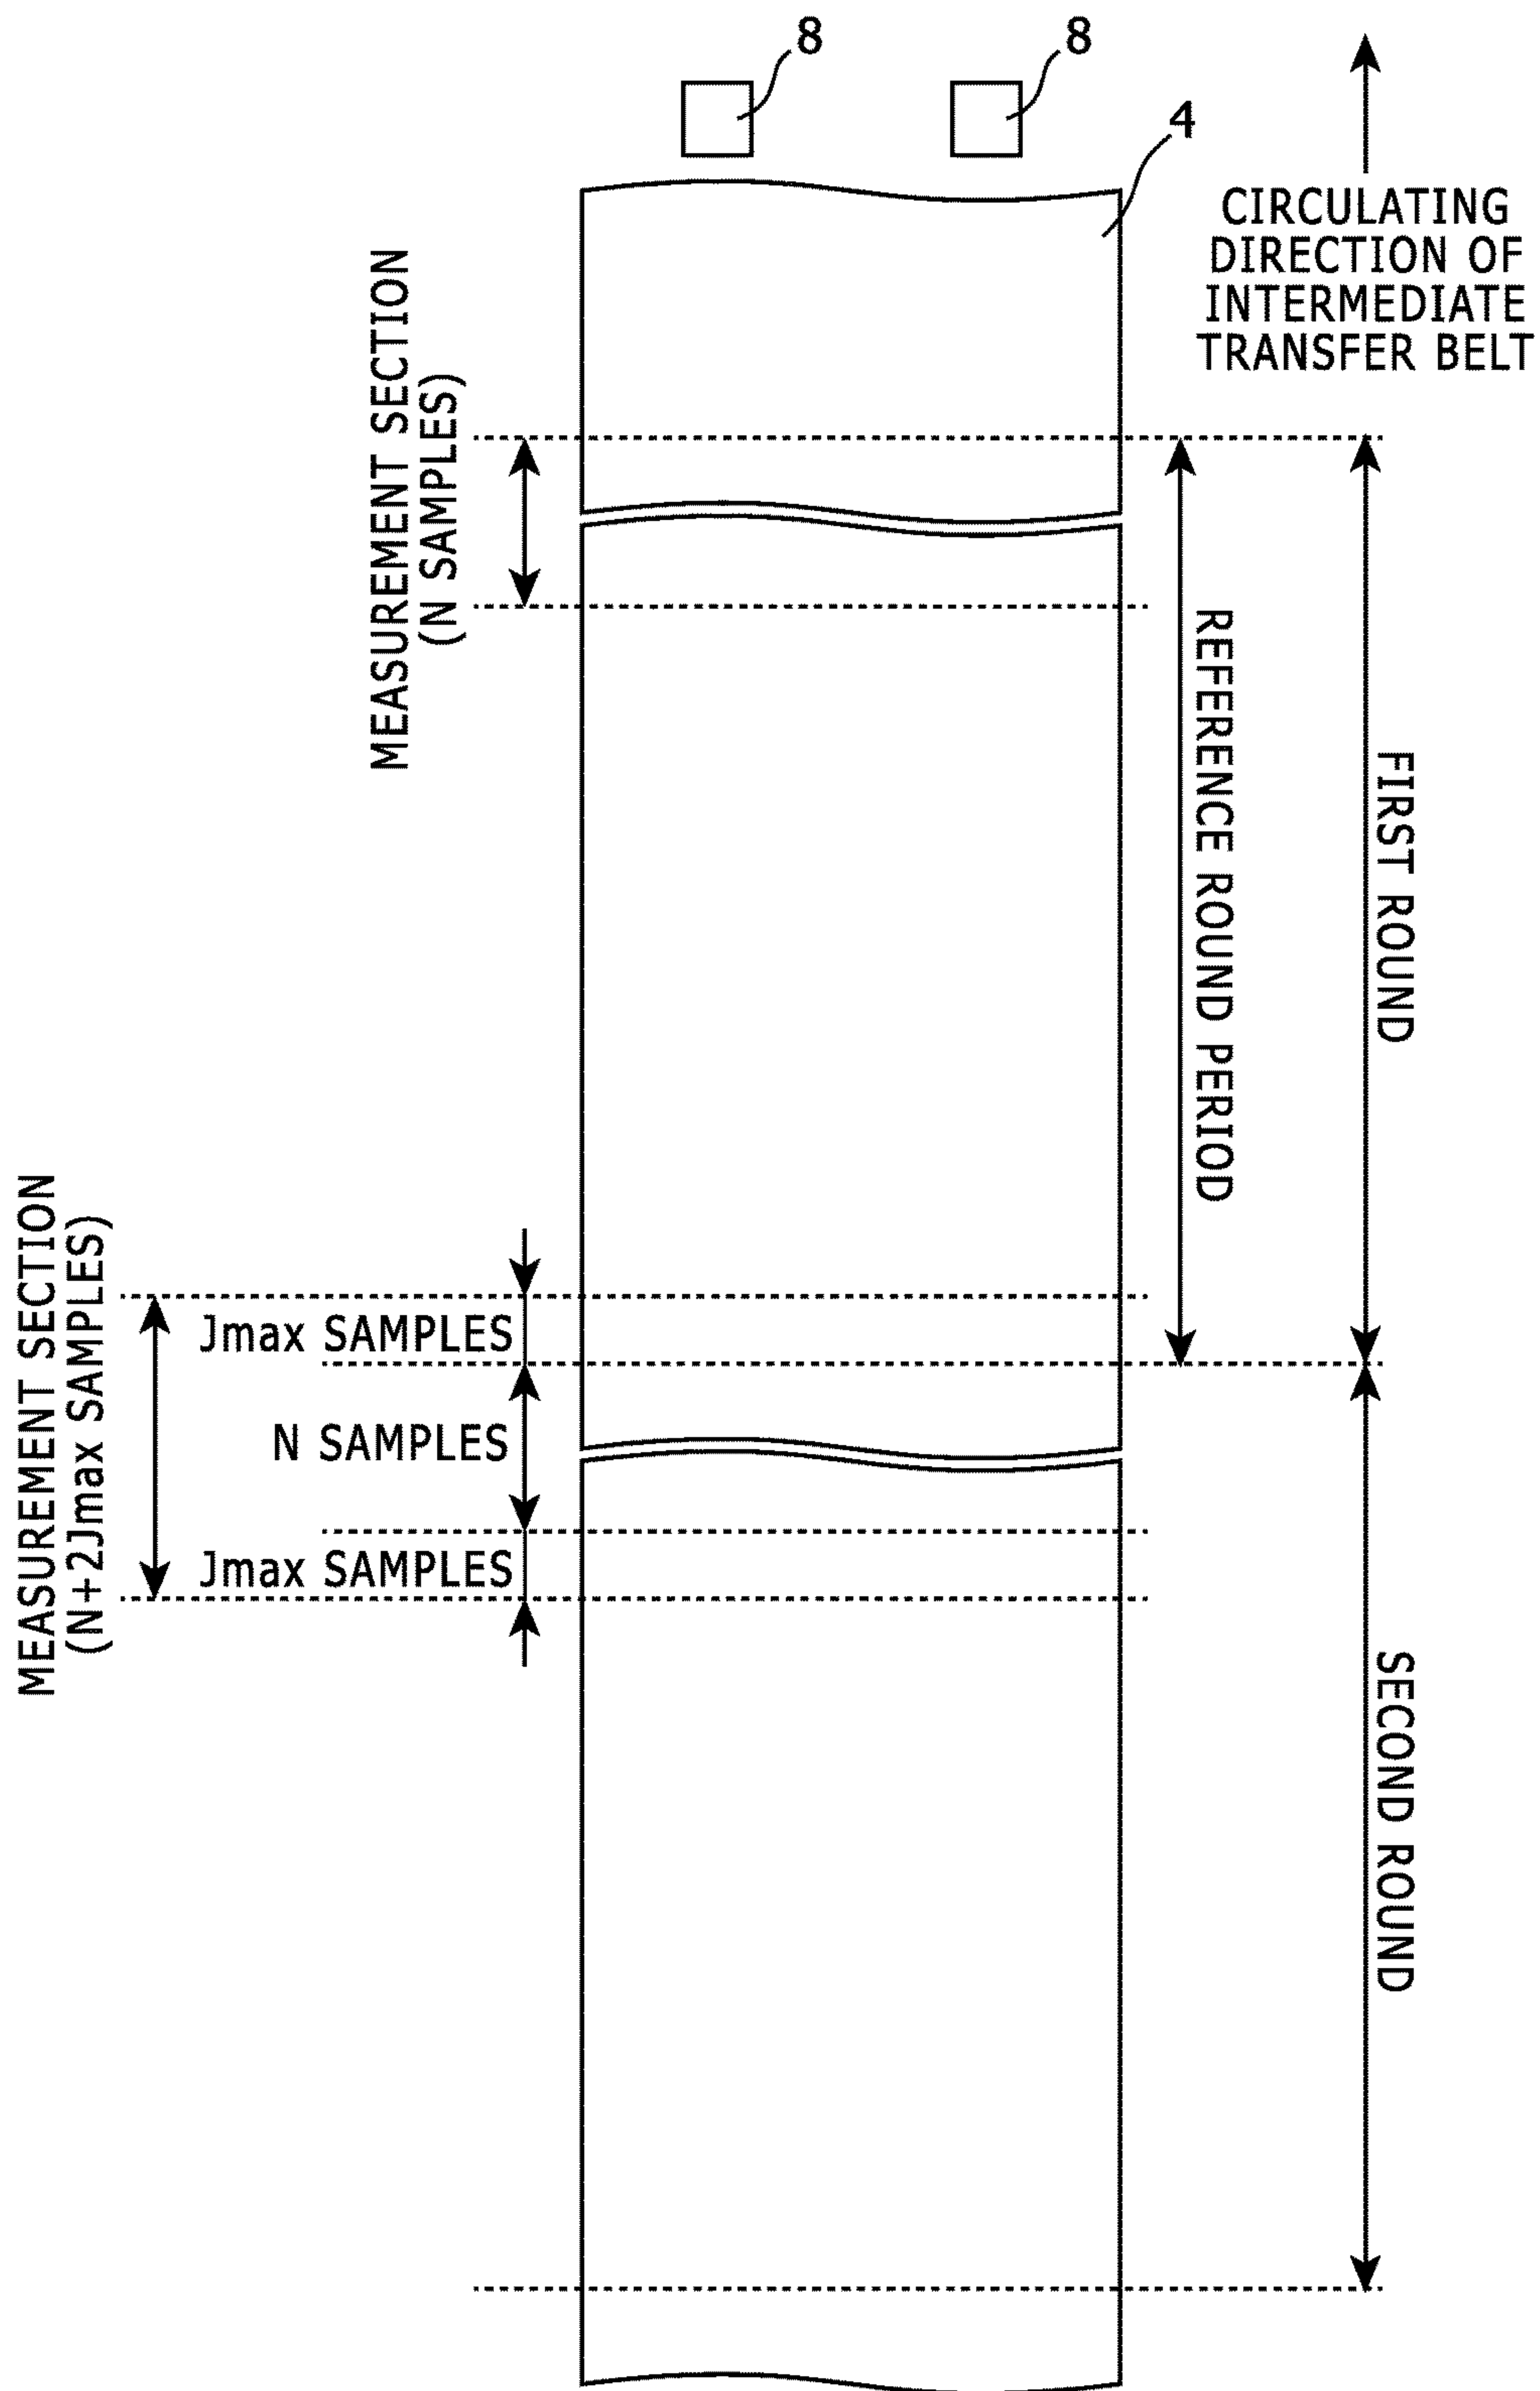 8
8
4
CIRCULATING
DIRECTION OF
INTERMEDIATE
TRANSFER BELT
MEASUREMENT SECTION
(N SAMPLES)
REFERENCE ROUND PERIOD
FIRST ROUND
MEASUREMENT SECTION
(N+2Jmax SAMPLES)
Jmax SAMPLES
N SAMPLES
Jmax SAMPLES
SECOND ROUND